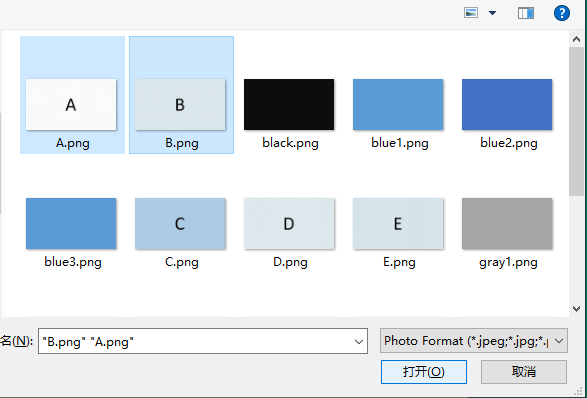 ?
A
B
A.png
B.png
black.png
blue1.png
blue2.png
C
D
E
blue3.png
C.png
D.png
E.png
gray1.png
名(N):
"B.png" "A.png"
Photo Format (*.jpeg;*.jpg;*.p
打开(O)
取消